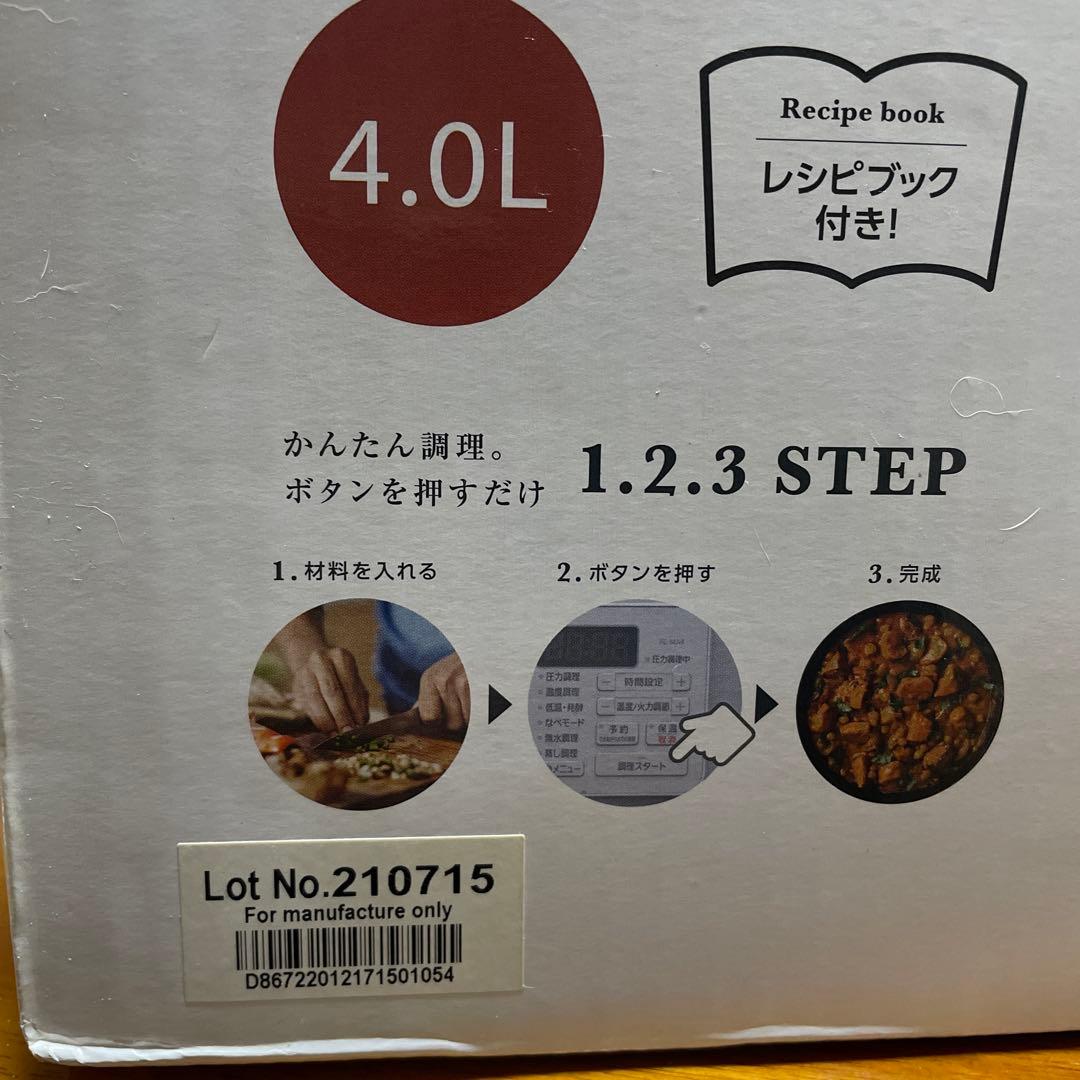 4.0L
Recipe book
レシピブック
付き!
かんたん調理。
ボタンを押すだけ
1.2.3 STEP
1.材料を入れる
2.ボタンを押す
3.完成
圧力調理中
圧力調理
温度調理
低温・発酵
なべモード
無水調理
蒸し調理
メニュー
− 時間設定 +
− 温度/火力調節 +
予約
保温
取消
調理スタート
Lot No.210715
For manufacture only
D86722012171501054